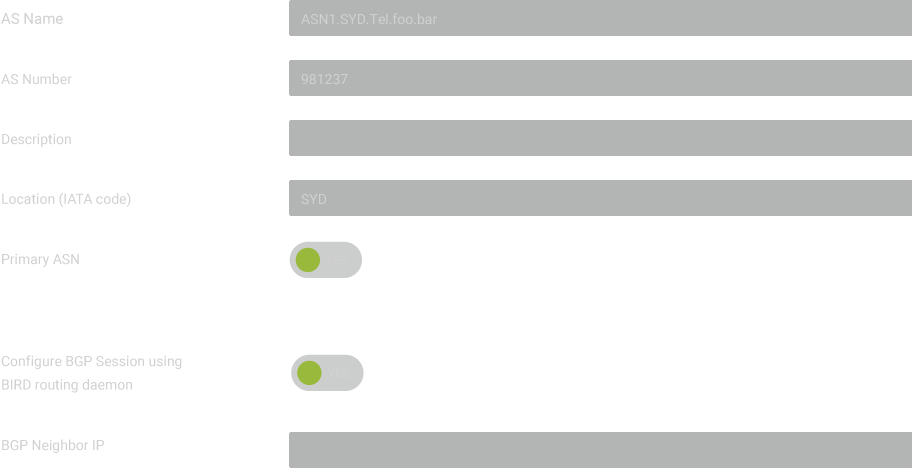 AS Name
ASN1.SYD.Tel.foo.bar
AS Number
981237
Description
Location (IATA code)
SYD
Primary ASN
Configure BGP Session using
BIRD routing daemon
BGP Neighbor IP